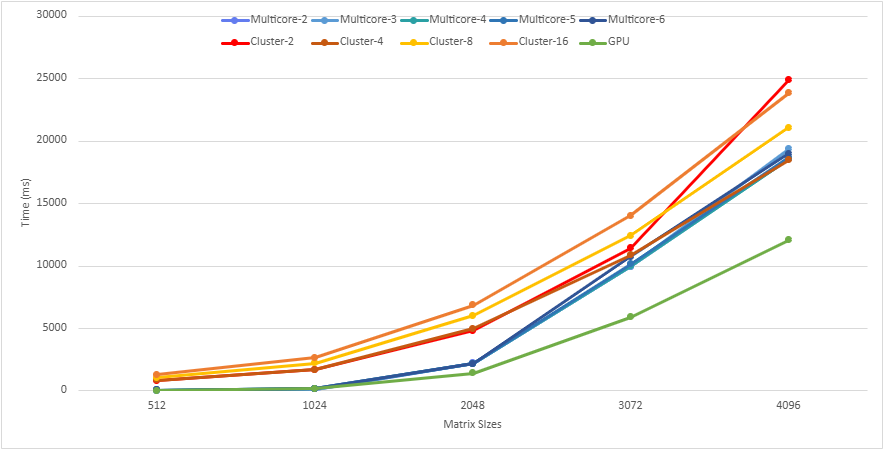 30000
Multicore-2 Multicore-3 Multicore-4 Multicore-5 Multicore-6
Cluster-2 Cluster-4 Cluster-8 Cluster-16 GPU
25000
20000
15000
10000
5000
0
Time (ms)
512 1024 2048 3072 4096
Matrix Sizes